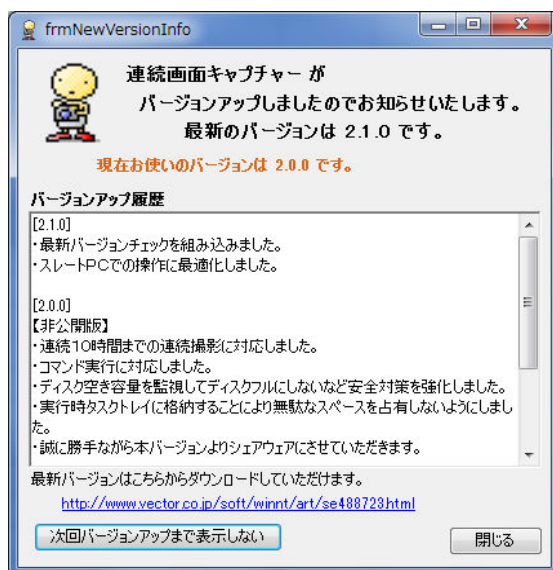 frmNewVersionInfo
連続画面キャプチャー が
バージョンアップしましたのでお知らせいたします。
最新のバージョンは 2.1.0 です。
現在お使いのバージョンは 2.0.0 です。
バージョンアップ履歴
[2.1.0]
・最新バージョンチェックを組み込みました。
・スレートPCでの操作に最適化しました。
[2.0.0]
【非公開版】
・連続10時間までの連続撮影に対応しました。
・コマンド実行に対応しました。
・ディスク空き容量を監視してディスクフルにしないなど安全対策を強化しました。
・実行時タスクトレイに格納することにより無駄なスペースを占有しないようにしまし
た。
・誠に勝手ながら本バージョンよりシェアウェアにさせていただきます。
最新バージョンはこちらからダウンロードしていただけます。
http://www.vector.co.jp/soft/winnt/art/se488723.html
次回バージョンアップまで表示しない
閉じる